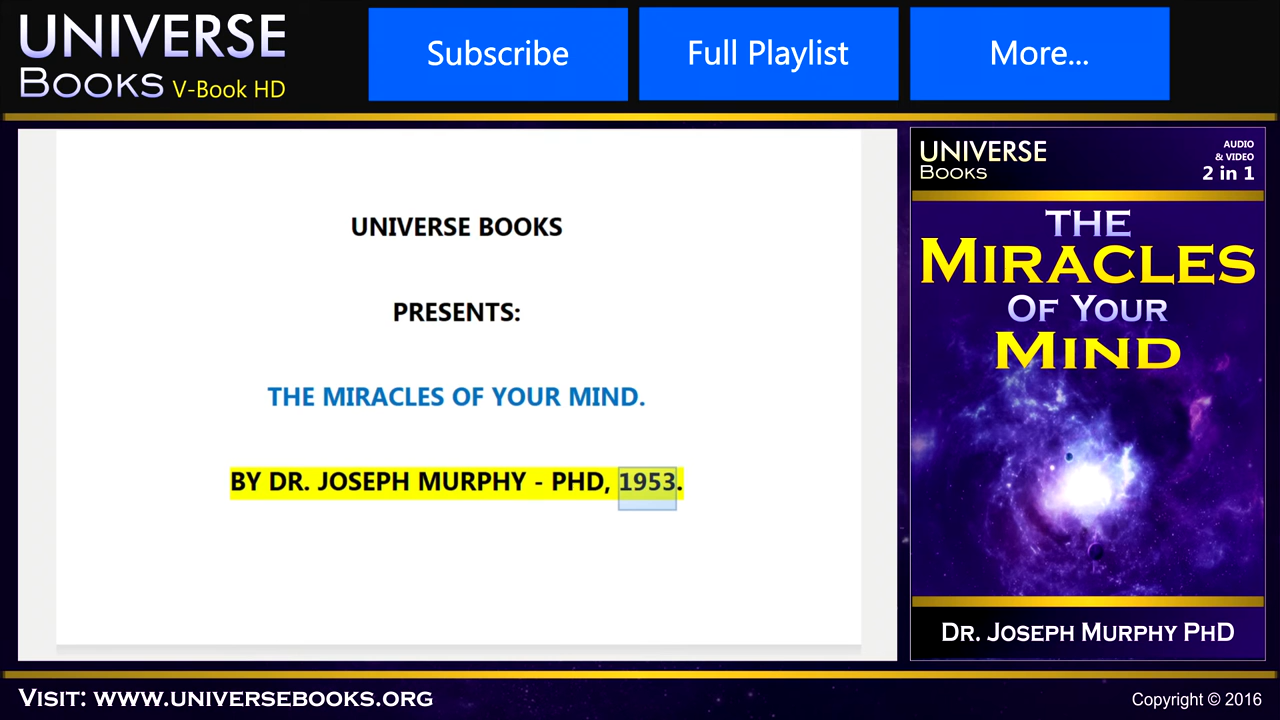 UNIVERSE
BOOKS V-Book HD
Subscribe
Full Playlist
More...
UNIVERSE BOOKS
PRESENTS:
THE MIRACLES OF YOUR MIND.
BY DR. JOSEPH MURPHY - PHD, 1953.
UNIVERSE
BOOKS
AUDIO
& VIDEO
2 in 1
THE
MIRACLES
OF YOUR
MIND
DR. JOSEPH MURPHY PHD
VISIT: WWW.UNIVERSEBOOKS.ORG
Copyright © 2016